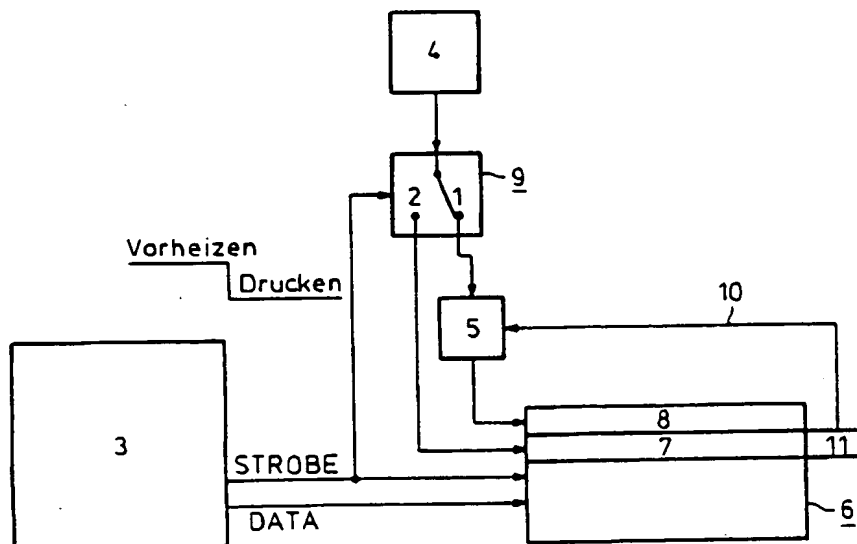 4
2 1 9
Vorheizen
Drucken
10
5
3
8
7 11
STROBE
DATA
6